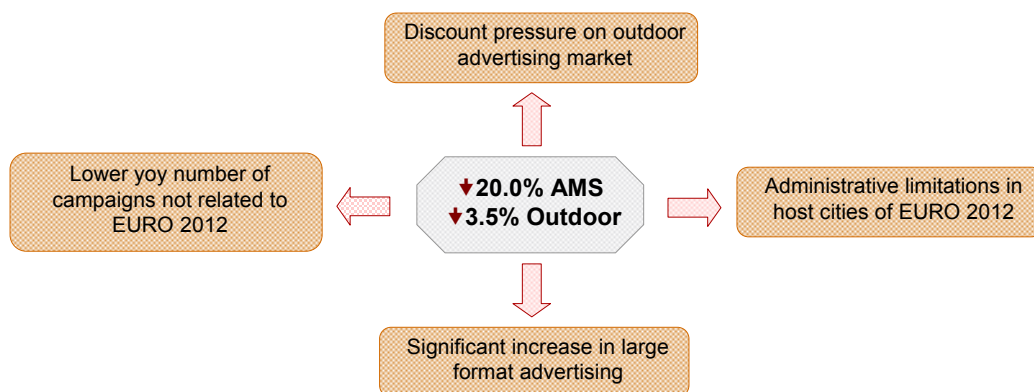 Discount pressure on outdoor
advertising market
Lower yoy number of
campaigns not related to
EURO 2012
20.0% AMS
3.5% Outdoor
Administrative limitations in
host cities of EURO 2012
Significant increase in large
format advertising